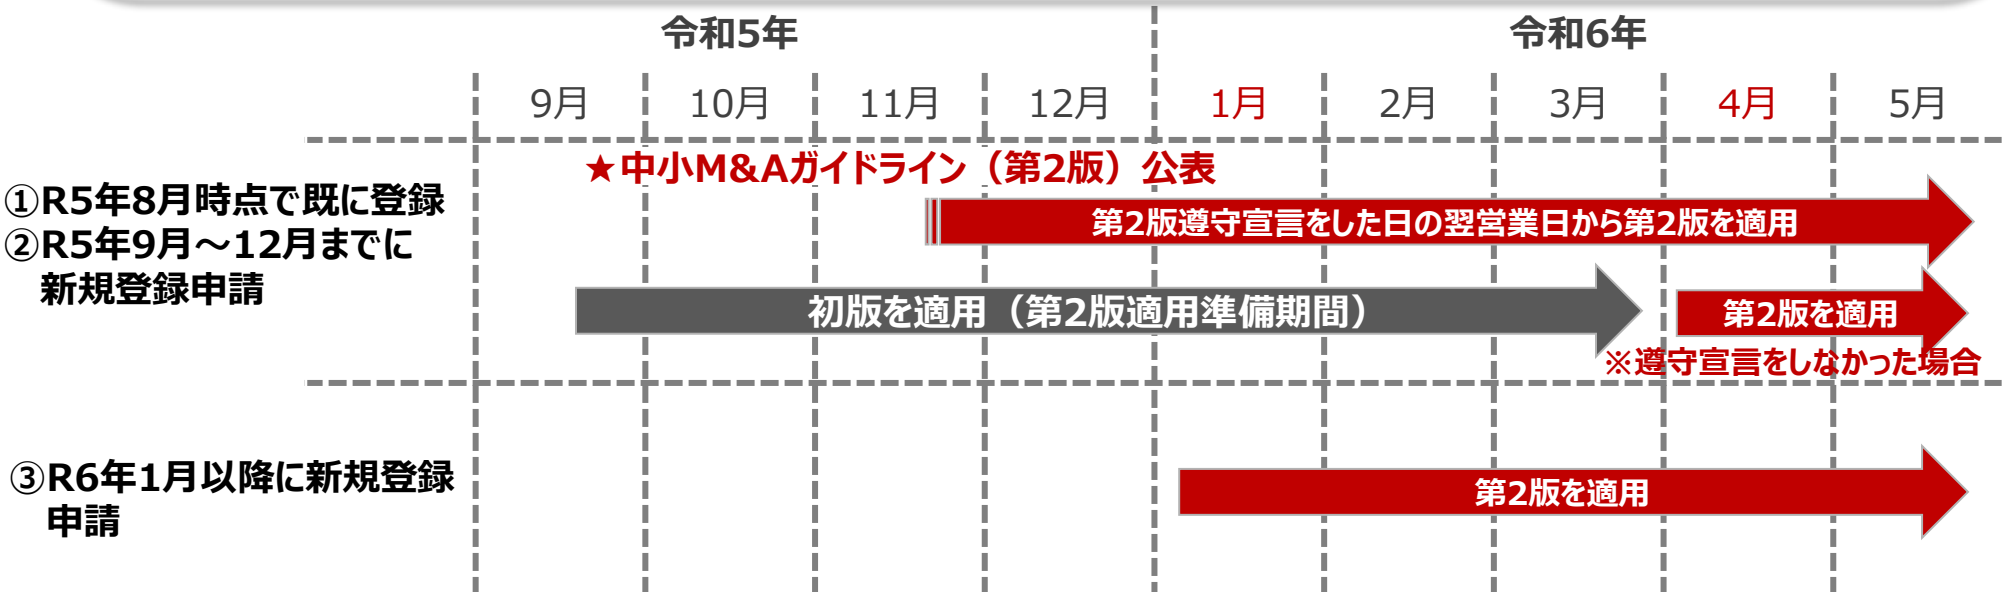 令和5年
令和6年
9月
10月
11月
12月
1月
2月
3月
4月
5月
★中小M&Aガイドライン（第2版）公表
①R5年8月時点で既に登録
②R5年9月～12月までに
新規登録申請
第2版遵守宣言をした日の翌営業日から第2版を適用
初版を適用（第2版適用準備期間）
第2版を適用
※遵守宣言をしなかった場合
③R6年1月以降に新規登録
申請
第2版を適用